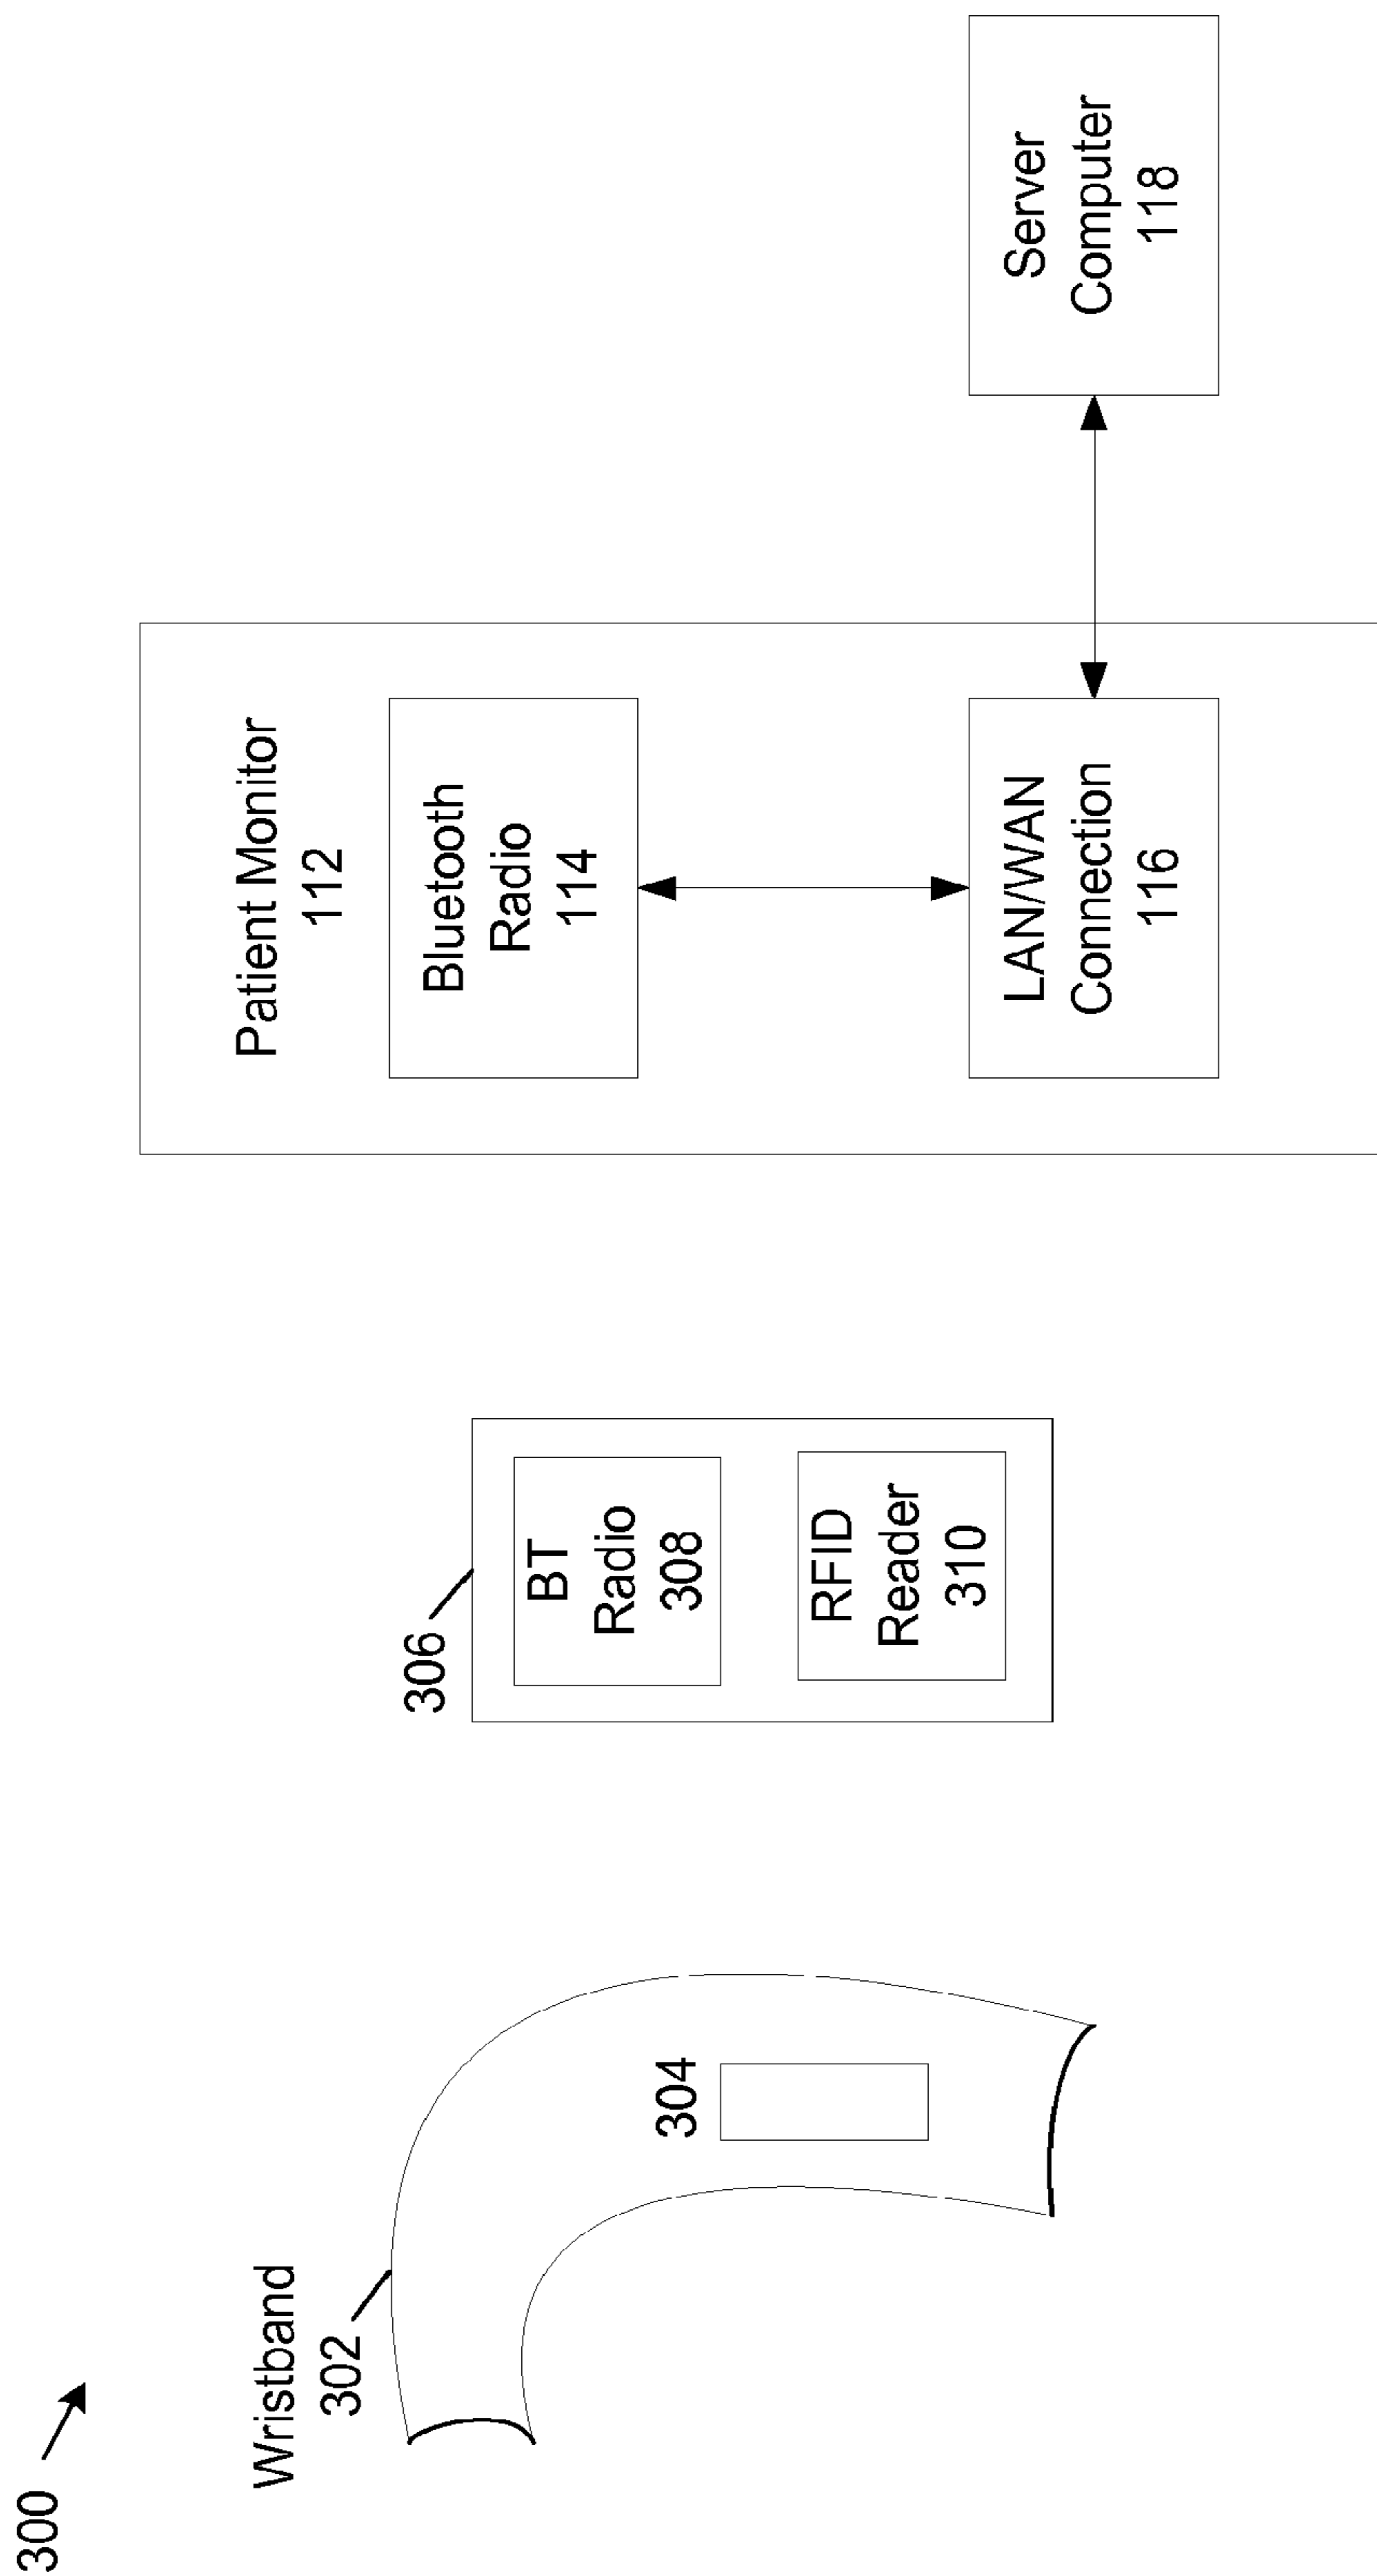 300
Wristband
302
304
306
BT
Radio
308
RFID
Reader
310
Patient Monitor
112
Bluetooth
Radio
114
LAN/WAN
Connection
116
Server
Computer
118